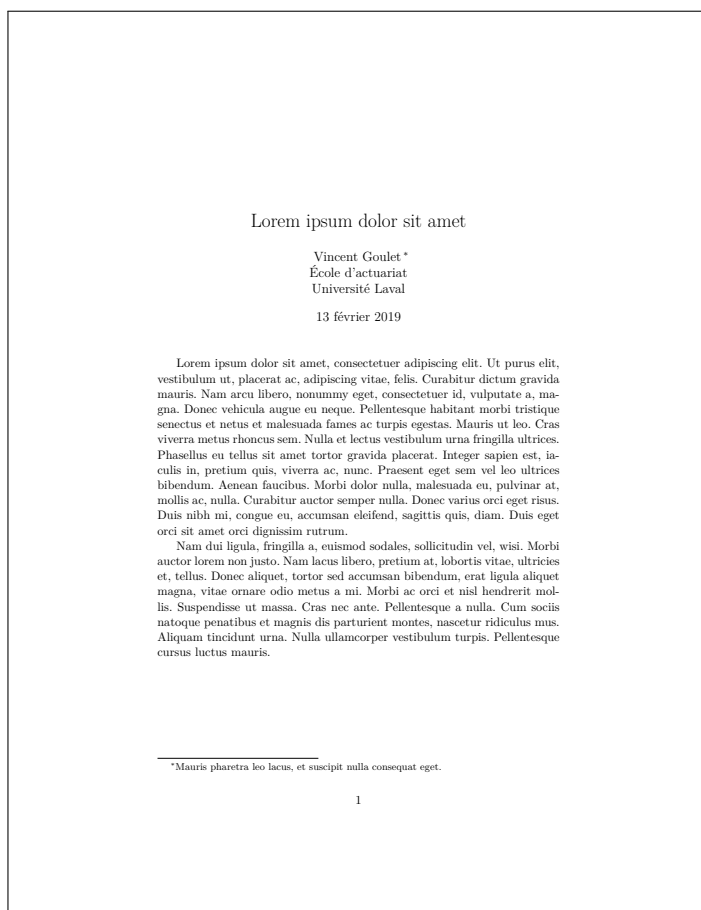 Lorem ipsum dolor sit amet
Vincent Goulet *
École d'actuariat
Université Laval
13 février 2019
Lorem ipsum dolor sit amet, consectetuer adipiscing elit. Ut purus elit,
vestibulum ut, placerat ac, adipiscing vitae, felis. Curabitur dictum gravida
mauris. Nam arcu libero, nonummy eget, consectetuer id, vulputate a, ma-
gna. Donec vehicula augue eu neque. Pellentesque habitant morbi tristique
senectus et netus et malesuada fames ac turpis egestas. Mauris ut leo. Cras
viverra metus rhoncus sem. Nulla et lectus vestibulum urna fringilla ultrices.
Phasellus eu tellus sit amet tortor gravida placerat. Integer sapien est, ia-
culis in, pretium quis, viverra ac, nunc. Praesent eget sem vel leo ultrices
bibendum. Aenean faucibus. Morbi dolor nulla, malesuada eu, pulvinar at,
mollis ac, nulla. Curabitur auctor semper nulla. Donec varius orci eget risus.
Duis nibh mi, congue eu, accumsan eleifend, sagittis quis, diam. Duis eget
orci sit amet orci dignissim rutrum.
Nam dui ligula, fringilla a, euismod sodales, sollicitudin vel, wisi. Morbi
auctor lorem non justo. Nam lacus libero, pretium at, lobortis vitae, ultricies
et, tellus. Donec aliquet, tortor sed accumsan bibendum, erat ligula aliquet
magna, vitae ornare odio metus a mi. Morbi ac orci et nisl hendrerit mol-
lis. Suspendisse ut massa. Cras nec ante. Pellentesque a nulla. Cum sociis
natoque penatibus et magnis dis parturient montes, nascetur ridiculus mus.
Aliquam tincidunt urna. Nulla ullamcorper vestibulum turpis. Pellentesque
cursus luctus mauris.
*Mauris pharetra leo lacus, et suscipit nulla consequat eget.
1